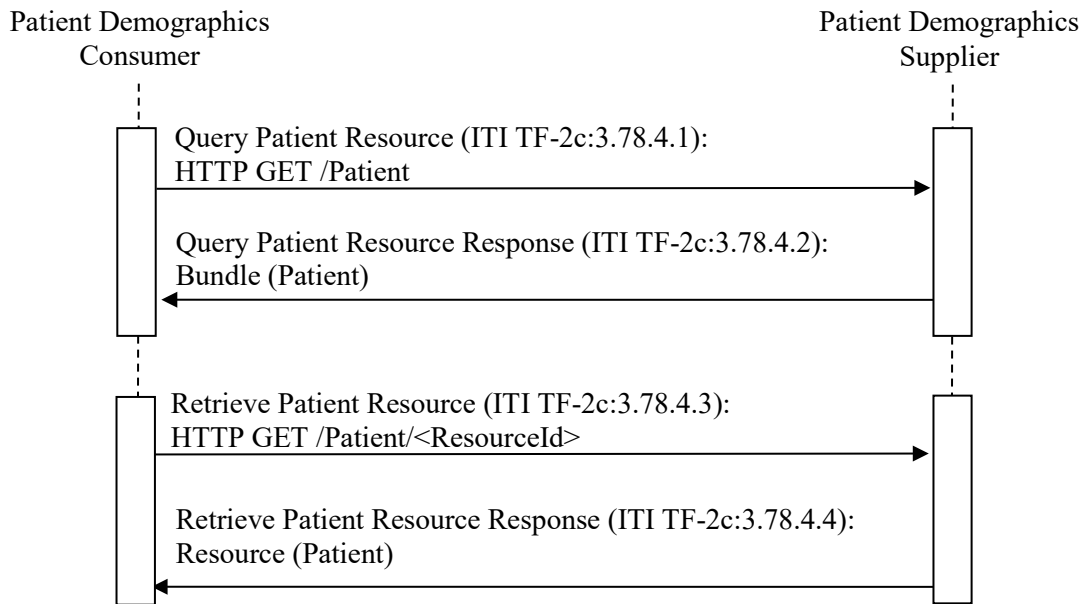 Patient Demographics
Consumer
Patient Demographics
Supplier
Query Patient Resource (ITI TF-2c:3.78.4.1):
HTTP GET /Patient
Query Patient Resource Response (ITI TF-2c:3.78.4.2):
Bundle (Patient)
Retrieve Patient Resource (ITI TF-2c:3.78.4.3):
HTTP GET /Patient/<ResourceId>
Retrieve Patient Resource Response (ITI TF-2c:3.78.4.4):
Resource (Patient)